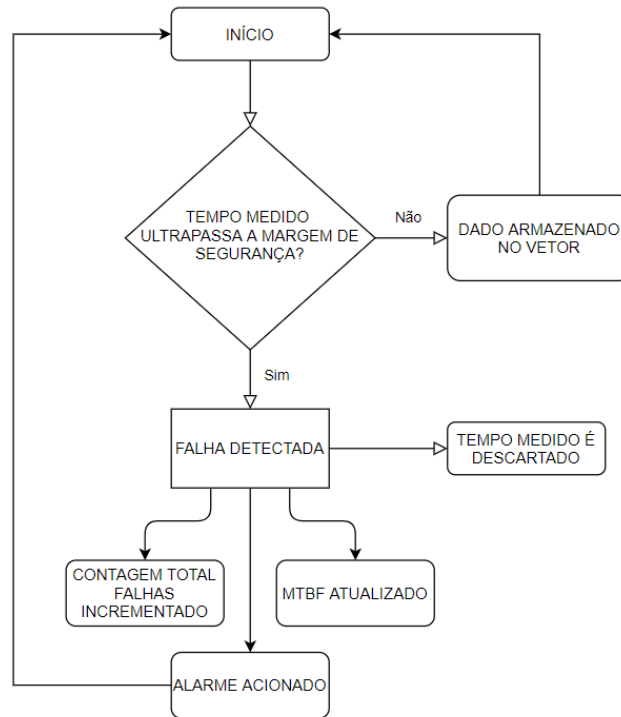 INÍCIO
TEMPO MEDIDO
ULTRAPASSA A MARGEM DE
SEGURANÇA?
Não
DADO ARMAZENADO
NO VETOR
Sim
FALHA DETECTADA
TEMPO MEDIDO É
DESCARTADO
CONTAGEM TOTAL
FALHAS
INCREMENTADO
MTBF ATUALIZADO
ALARME ACIONADO